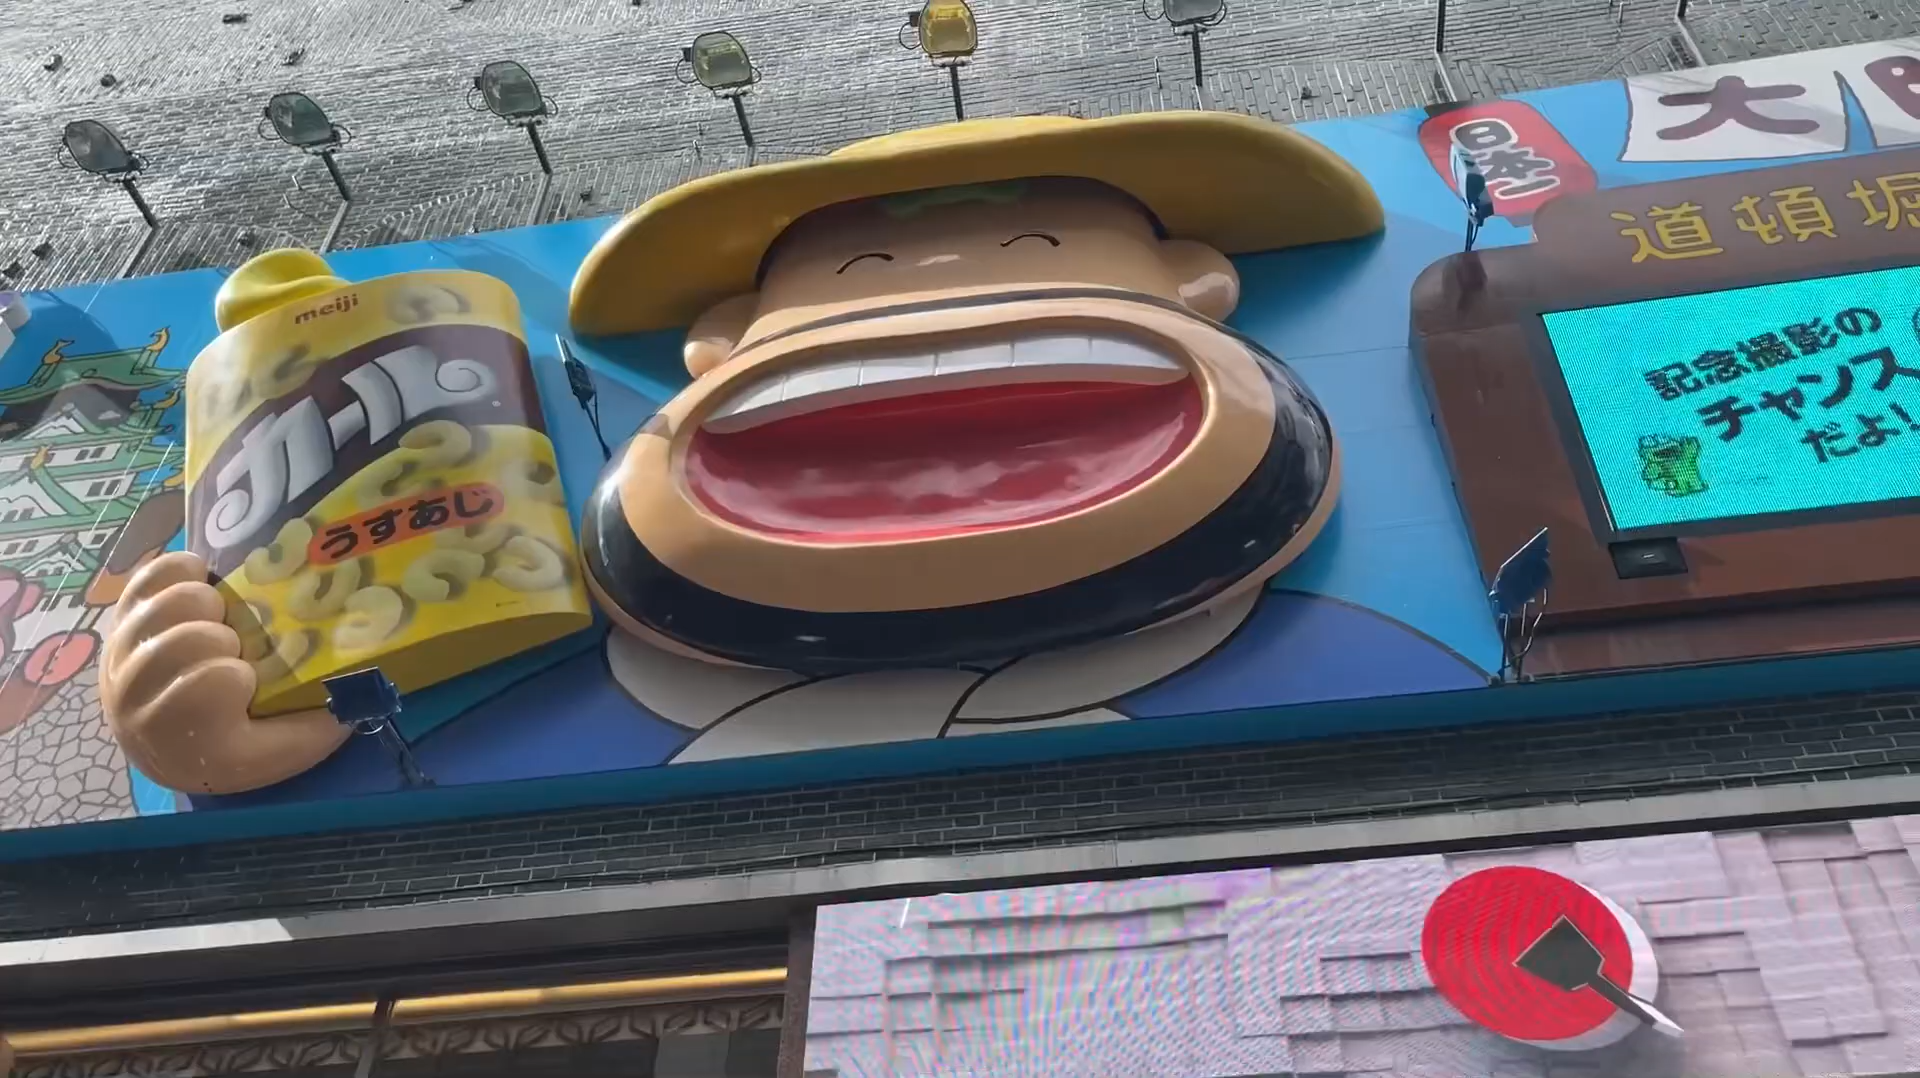 meiji
カール
うすあじ
日本一
大
道頓堀
記念撮影の
チャンス
だよ!